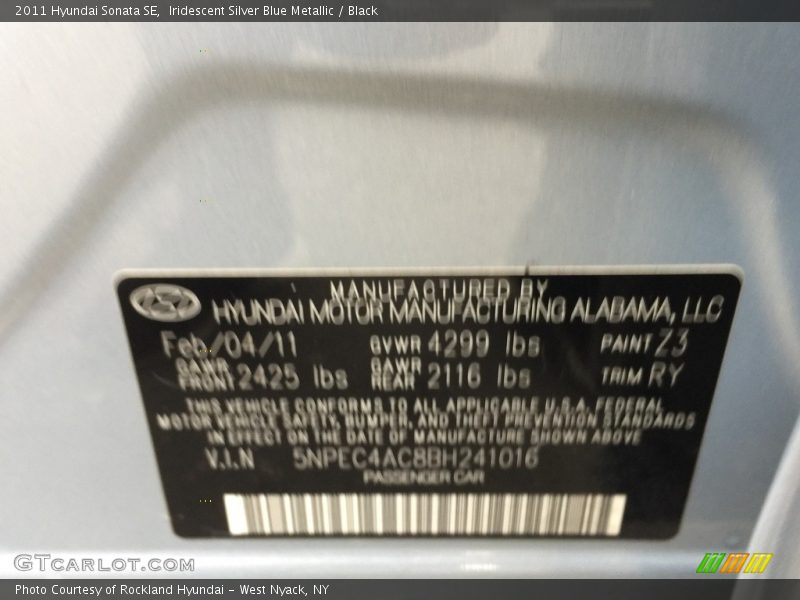 2011 Hyundai Sonata SE,  Iridescent Silver Blue Metallic / Black
MANUFACTURED BY
HYUNDAI MOTOR MANUFACTURING ALABAMA, LLC
Feb/04/11 GVWR 4299 lbs PAINT Z3
GAWR FRONT 2425 lbs GAWR REAR 2116 lbs TRIM RY
THIS VEHICLE CONFORMS TO ALL APPLICABLE U.S.A. FEDERAL
MOTOR VEHICLE SAFETY, BUMPER, AND THEFT PREVENTION STANDARDS
IN EFFECT ON THE DATE OF MANUFACTURE SHOWN ABOVE
V.I.N 5NPEC4AC8BH241016
PASSENGER CAR
GTCARLOT.COM
Photo Courtesy of Rockland Hyundai - West Nyack, NY